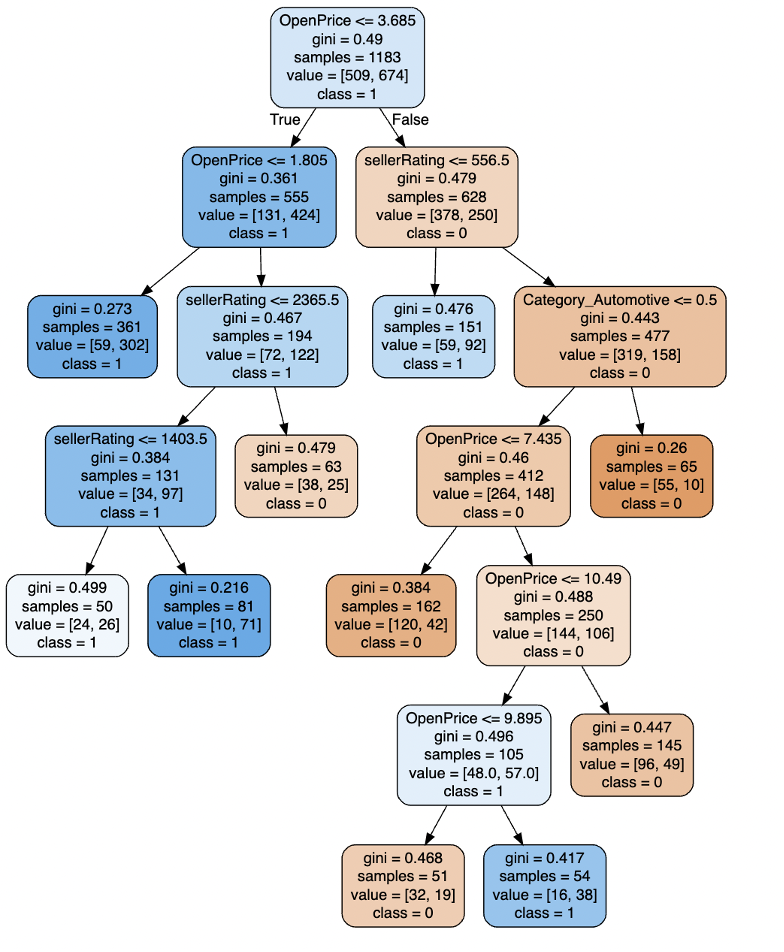 OpenPrice <= 3.685
gini = 0.49
samples = 1183
value = [509, 674]
class = 1
True
False
OpenPrice <= 1.805
gini = 0.361
samples = 555
value = [131, 424]
class = 1
sellerRating <= 556.5
gini = 0.479
samples = 628
value = [378, 250]
class = 0
gini = 0.273
samples = 361
value = [59, 302]
class = 1
sellerRating <= 2365.5
gini = 0.467
samples = 194
value = [72, 122]
class = 1
gini = 0.476
samples = 151
value = [59, 92]
class = 1
Category_Automotive <= 0.5
gini = 0.443
samples = 477
value = [319, 158]
class = 0
sellerRating <= 1403.5
gini = 0.384
samples = 131
value = [34, 97]
class = 1
gini = 0.479
samples = 63
value = [38, 25]
class = 0
OpenPrice <= 7.435
gini = 0.46
samples = 412
value = [264, 148]
class = 0
gini = 0.26
samples = 65
value = [55, 10]
class = 0
gini = 0.499
samples = 50
value = [24, 26]
class = 1
gini = 0.216
samples = 81
value = [10, 71]
class = 1
gini = 0.384
samples = 162
value = [120, 42]
class = 0
OpenPrice <= 10.49
gini = 0.488
samples = 250
value = [144, 106]
class = 0
OpenPrice <= 9.895
gini = 0.496
samples = 105
value = [48.0, 57.0]
class = 1
gini = 0.447
samples = 145
value = [96, 49]
class = 0
gini = 0.468
samples = 51
value = [32, 19]
class = 0
gini = 0.417
samples = 54
value = [16, 38]
class = 1